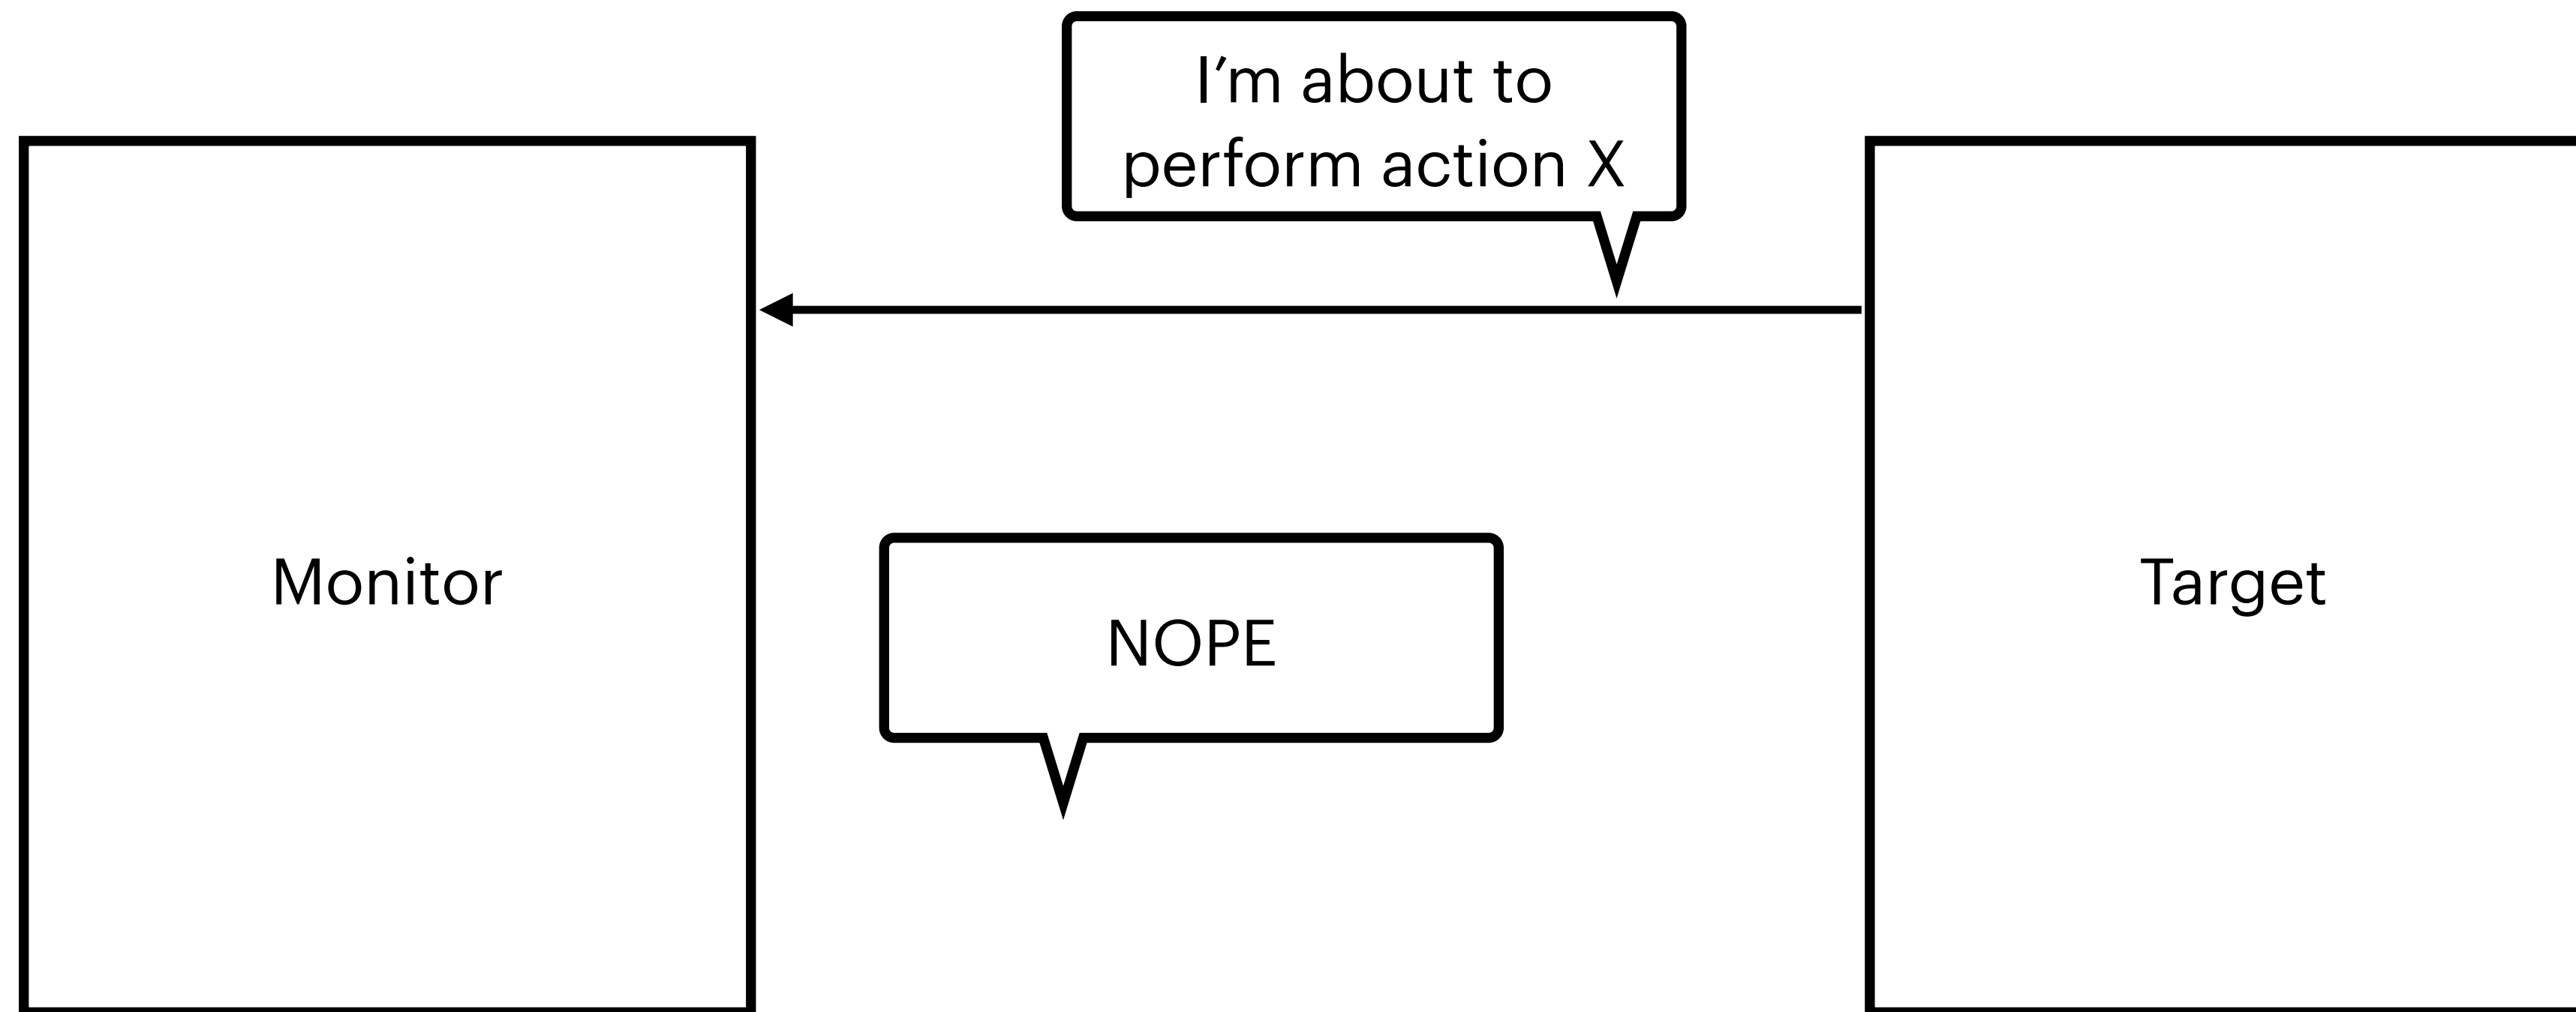 I’m about to
perform action X
Monitor
Target
NOPE